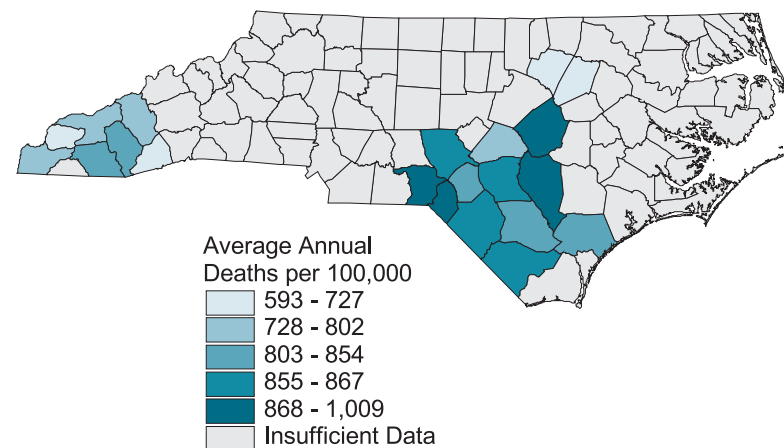 Average Annual
Deaths per 100,000
593 - 727
728 - 802
803 - 854
855 - 867
868 - 1,009
Insufficient Data